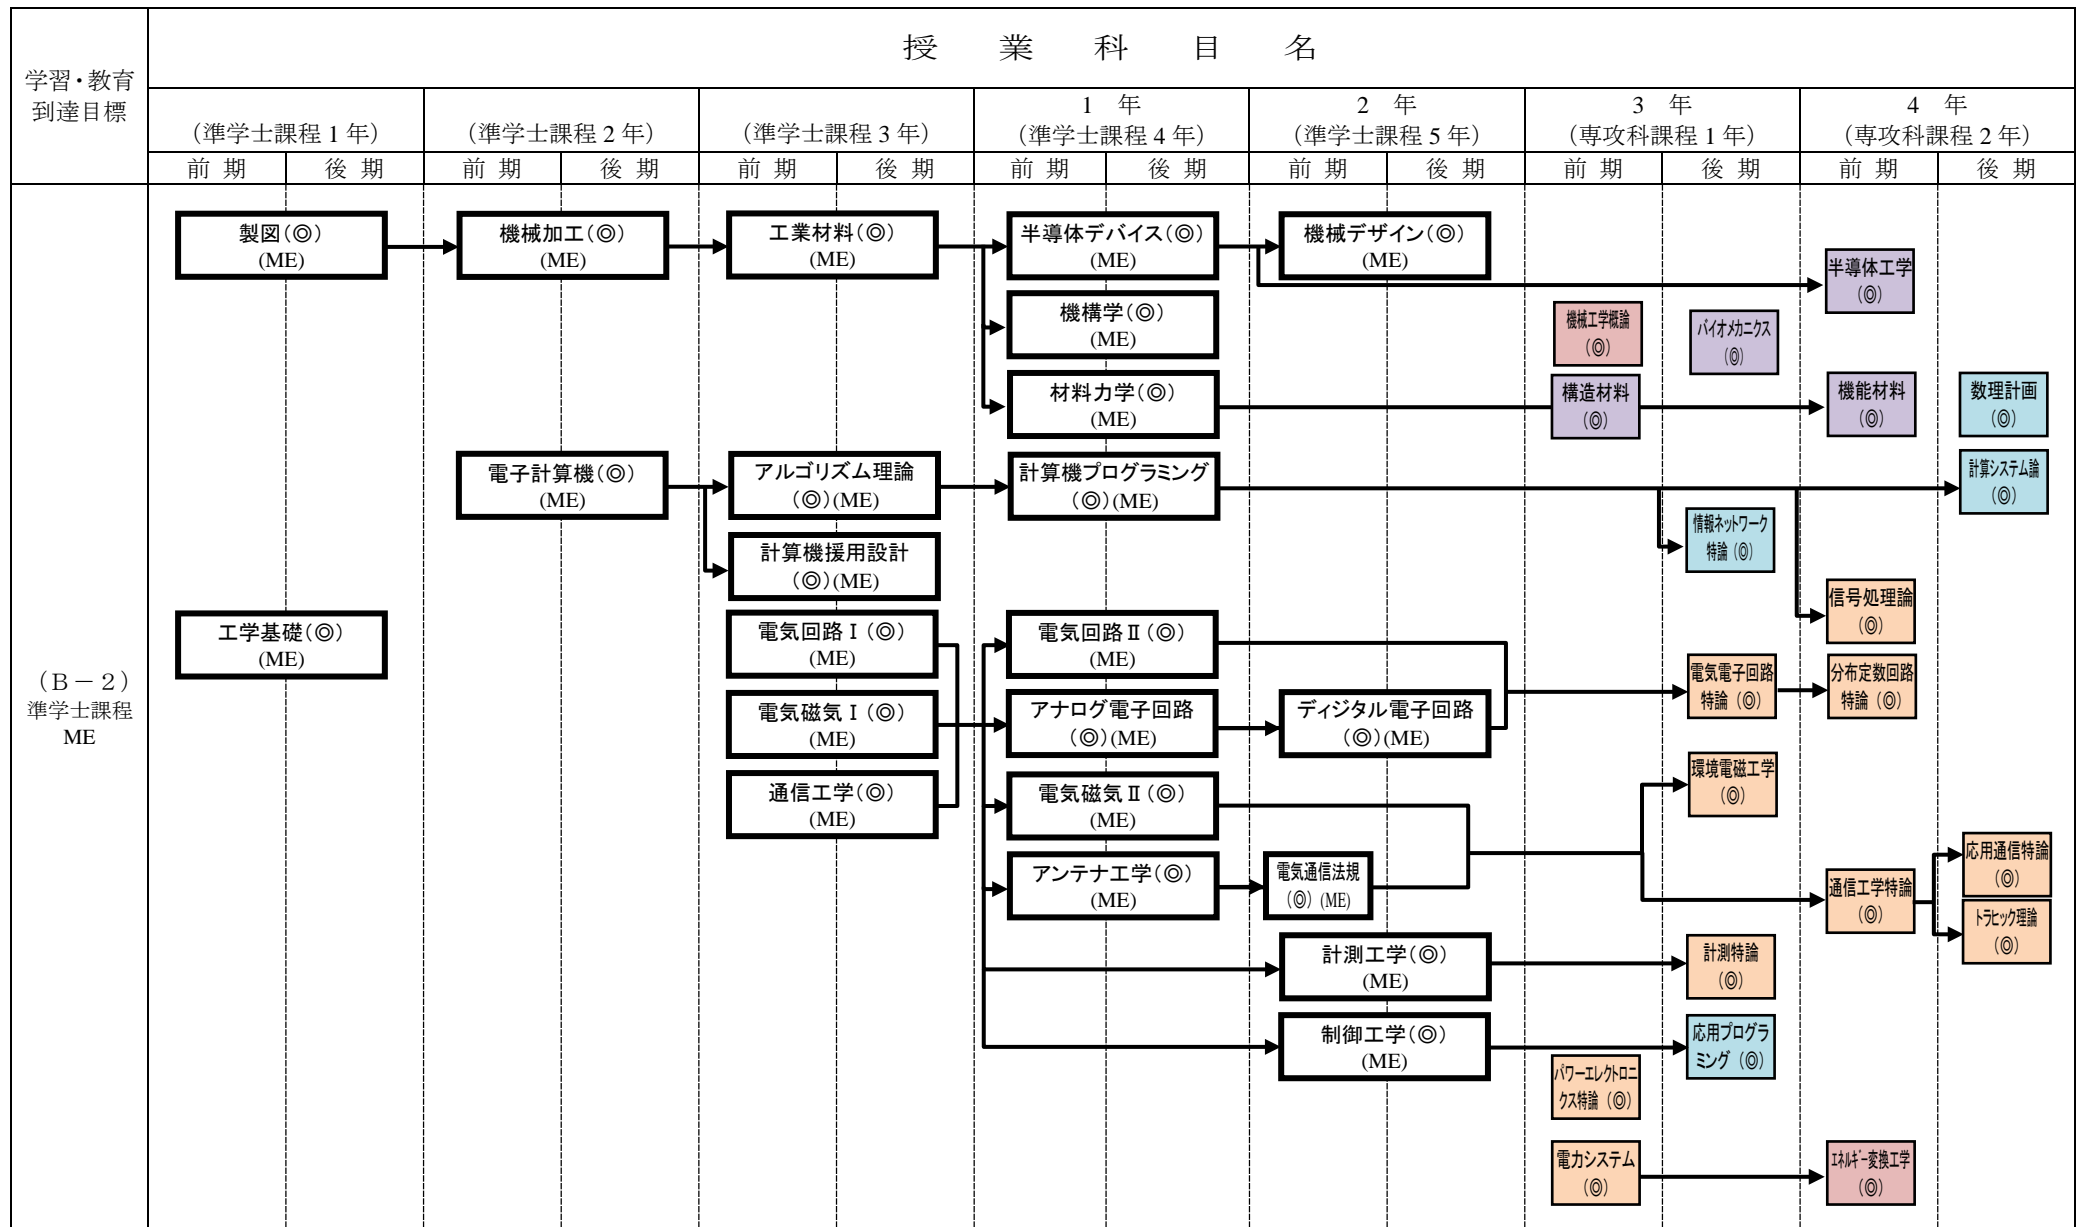 授 業 科 目 名
学習・教育
到達目標
(準学士課程 1 年)
(準学士課程 2 年)
(準学士課程 3 年)
1 年
(準学士課程 4 年)
2 年
(準学士課程 5 年)
3 年
(専攻科課程 1 年)
4 年
(専攻科課程 2 年)
前 期
後 期
前 期
後 期
前 期
後 期
前 期
後 期
前 期
後 期
前 期
後 期
前 期
後 期
(B-2)
準学士課程
ME
製図(◎)
(ME)
機械加工(◎)
(ME)
工業材料(◎)
(ME)
半導体デバイス(◎)
(ME)
機械デザイン(◎)
(ME)
半導体工学
(◎)
機構学(◎)
(ME)
機械工学概論
(◎)
バイオメカニクス
(◎)
材料力学(◎)
(ME)
構造材料
(◎)
機能材料
(◎)
数理計画
(◎)
電子計算機(◎)
(ME)
アルゴリズム理論
(◎)(ME)
計算機プログラミング
(◎)(ME)
計算システム論
(◎)
計算機援用設計
(◎)(ME)
情報ネットワーク
特論(◎)
信号処理論
(◎)
工学基礎(◎)
(ME)
電気回路Ⅰ(◎)
(ME)
電気回路Ⅱ(◎)
(ME)
電気電子回路
特論(◎)
分布定数回路
特論(◎)
電気磁気Ⅰ(◎)
(ME)
アナログ電子回路
(◎)(ME)
ディジタル電子回路
(◎)(ME)
通信工学(◎)
(ME)
電気磁気Ⅱ(◎)
(ME)
環境電磁工学
(◎)
アンテナ工学(◎)
(ME)
電気通信法規
(◎)(ME)
通信工学特論
(◎)
応用通信特論
(◎)
トラヒック理論
(◎)
計測工学(◎)
(ME)
計測特論
(◎)
制御工学(◎)
(ME)
応用プログラ
ミング(◎)
パワーエレクトロニ
クス特論(◎)
電力システム
(◎)
エネルギー変換工学
(◎)